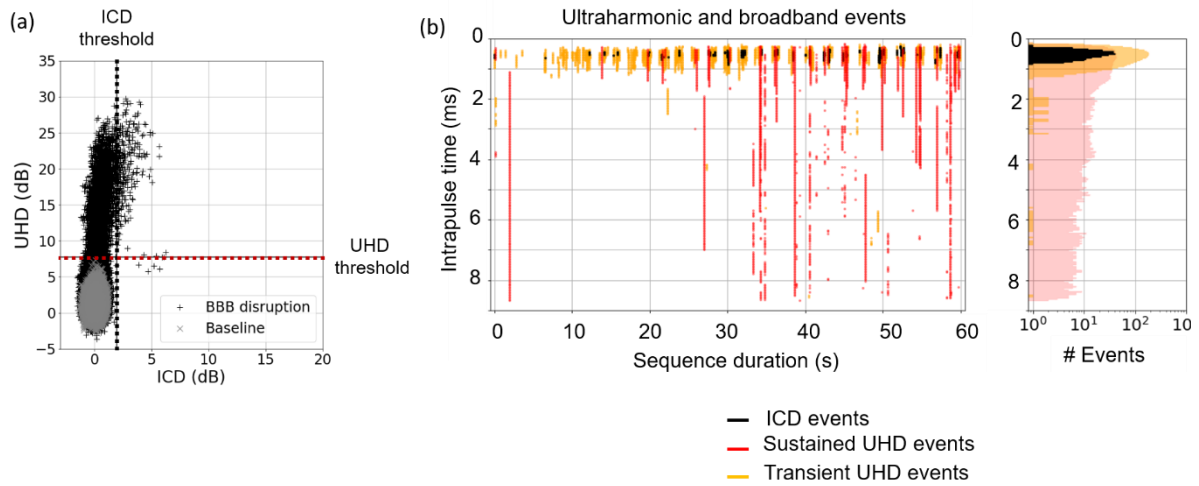 (a)
ICD
threshold
35
30
25
20
15
10
5
0
−5
UHD (dB)
0
5
10
15
20
ICD (dB)
+ BBB disruption
× Baseline
UHD
threshold
(b)
Ultraharmonic and broadband events
0
2
4
6
8
Intrapulse time (ms)
0
10
20
30
40
50
60
Sequence duration (s)
0
2
4
6
8
10⁰
10¹
10²
10³
# Events
ICD events
Sustained UHD events
Transient UHD events